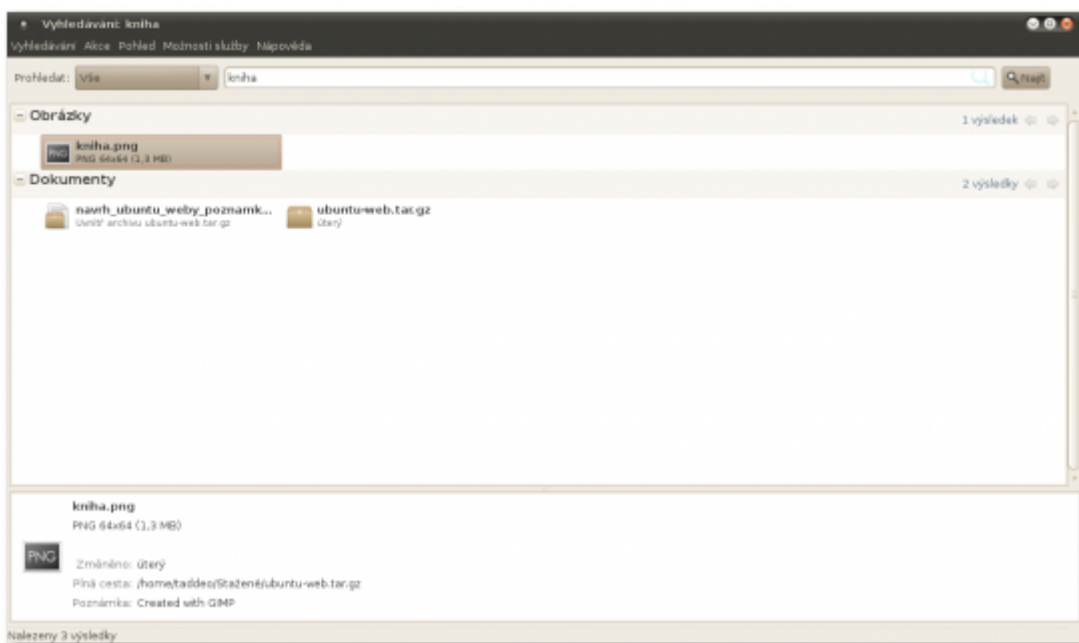 Vyhledávání: kniha
Vyhledávání Akce Pohled Možnosti služby Nápověda
Prohledat: Vše kniha Najít
Obrázky 1 výsledek
PNG kniha.png
PNG 64x64 (1,3 MB)
Dokumenty 2 výsledky
navrh_ubuntu_weby_poznamk... ubuntu-web.tar.gz
Uvnitř archivu ubuntu-web.tar.gz úterý
kniha.png
PNG 64x64 (1,3 MB)
PNG
Změněno: úterý
Plná cesta: /home/taddeo/Stažené/ubuntu-web.tar.gz
Poznámka: Created with GIMP
Nalezeny 3 výsledky